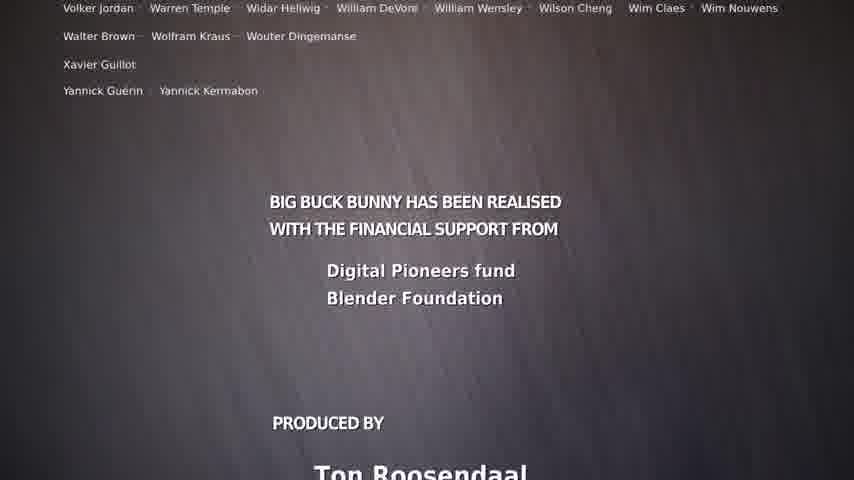 Volker Jordan Warren Temple Widar Hellwig William DeVore William Wensley Wilson Cheng Wim Claes Wim Nouwens
Walter Brown Wolfram Kraus Wouter Dingemanse
Xavier Guillot
Yannick Guérin Yannick Kermabon
BIG BUCK BUNNY HAS BEEN REALISED
WITH THE FINANCIAL SUPPORT FROM
Digital Pioneers fund
Blender Foundation
PRODUCED BY
Ton Roosendaal